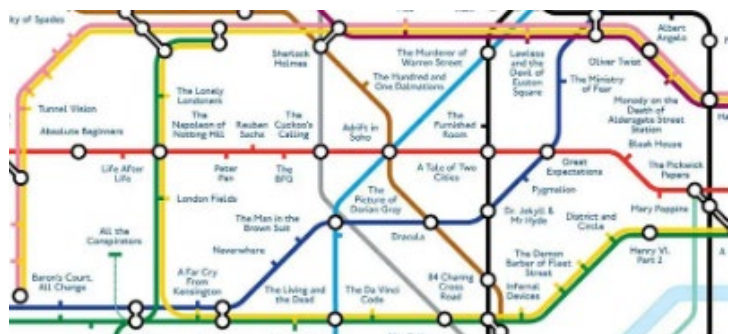 ity of Spades
Sherlock
Holmes
The Murderer of
Warren Street
Lawless
and the
Devil of
Euston
Square
Albert
Angelo
Oliver Twist
The Hundred and
One Dalmations
The Ministry
of Fear
Tunnel Vision
The Lonely
Londoners
Monody on the
Death of
Aldersgate Street
Station
Absolute Beginners
The
Napoleon of
Notting Hill
Reuben
Sachs
The
Cuckoo's
Calling
Adrift in
Soho
The
Furnished
Room
Bleak House
Life After
Life
Peter
Pan
The
BFG
A Tale of Two
Cities
Great
Expectations
The Pickwick
Papers
London Fields
The
Picture of
Dorian Gray
Pygmalion
Mary Poppins
The Man in the
Brown Suit
Dr. Jekyll &
Mr Hyde
District and
Circle
All the
Conspirators
Neverwhere
Dracula
Henry VI,
Part 2
The Demon
Barber of Fleet
Street
Baron's Court,
All Change
A Far Cry
From
Kensington
The Living and
the Dead
The Da Vinci
Code
84 Charing
Cross
Road
Infernal
Devices